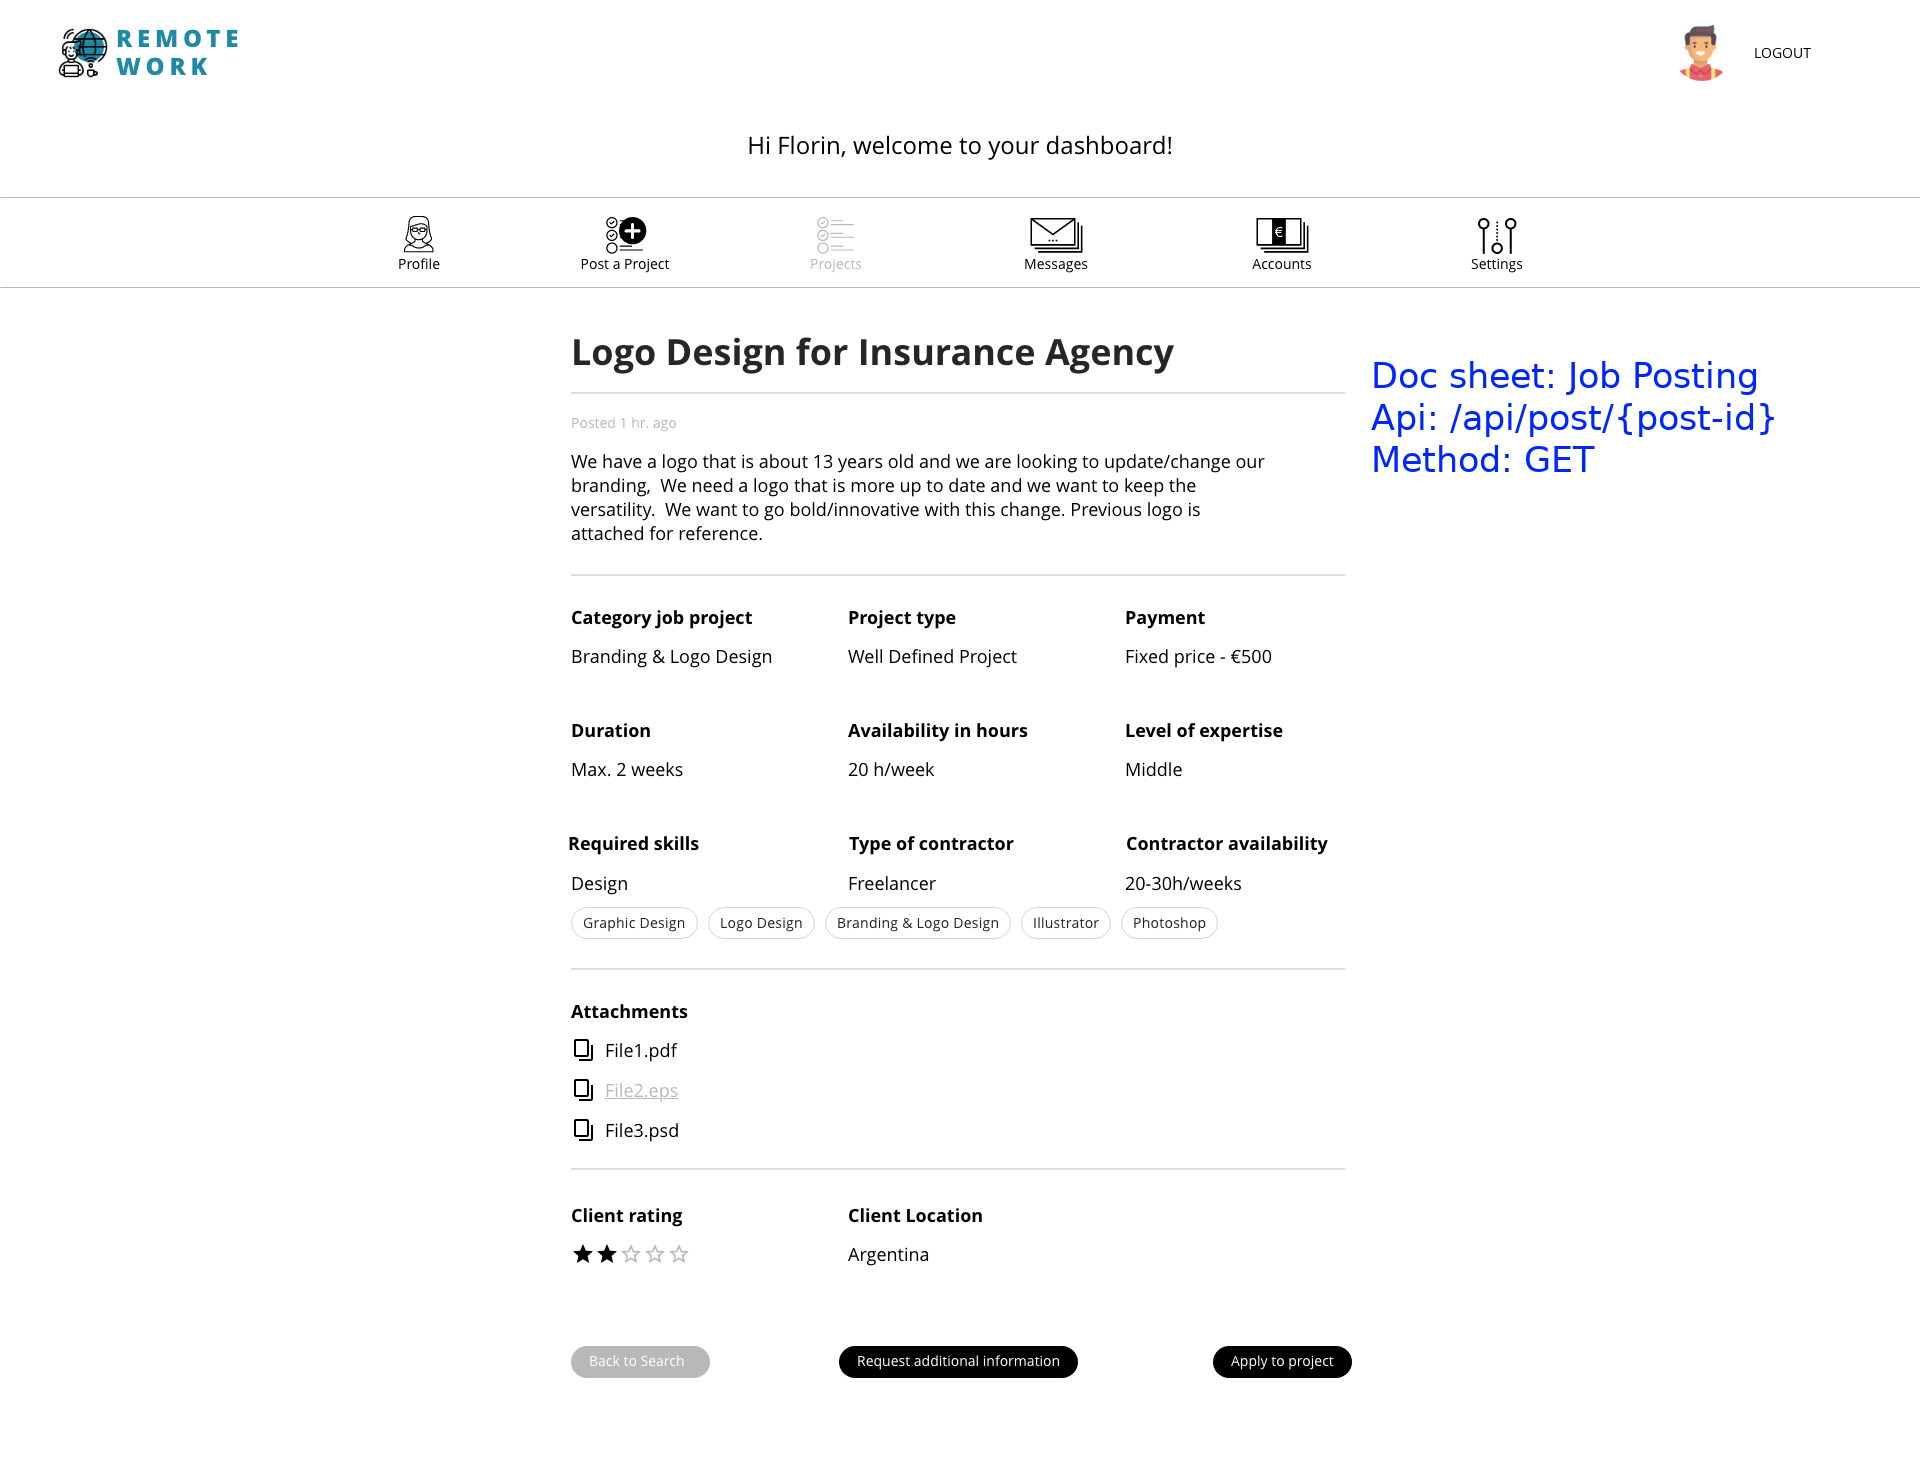 REMOTE
WORK
LOGOUT
Hi Florin, welcome to your dashboard!
Profile
Post a Project
Projects
Messages
€
Accounts
Settings
Logo Design for Insurance Agency
Doc sheet: Job Posting
Api: /api/post/{post-id}
Method: GET
Posted 1 hr. ago
We have a logo that is about 13 years old and we are looking to update/change our
branding,  We need a logo that is more up to date and we want to keep the
versatility.  We want to go bold/innovative with this change. Previous logo is
attached for reference.
Category job project
Project type
Payment
Branding & Logo Design
Well Defined Project
Fixed price - €500
Duration
Availability in hours
Level of expertise
Max. 2 weeks
20 h/week
Middle
Required skills
Type of contractor
Contractor availability
Design
Freelancer
20-30h/weeks
Graphic Design
Logo Design
Branding & Logo Design
Illustrator
Photoshop
Attachments
File1.pdf
File2.eps
File3.psd
Client rating
Client Location
Argentina
Back to Search
Request additional information
Apply to project